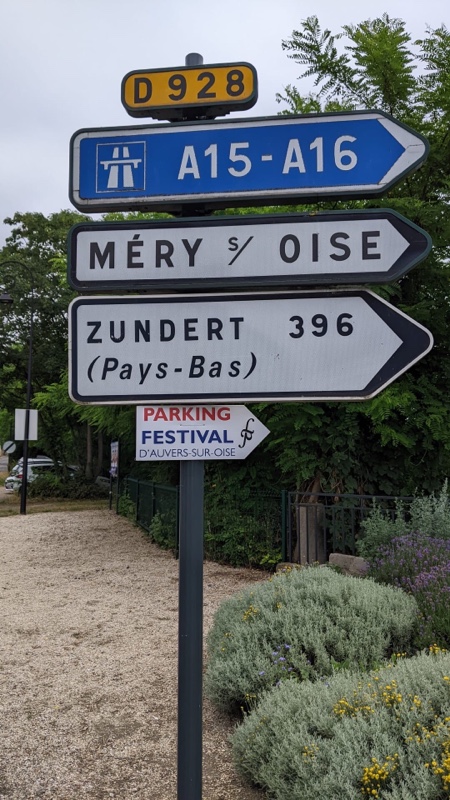 D 928
A15 - A16
MÉRY s/ OISE
ZUNDERT 396
(Pays-Bas)
PARKING
FESTIVAL
D'AUVERS-SUR-OISE